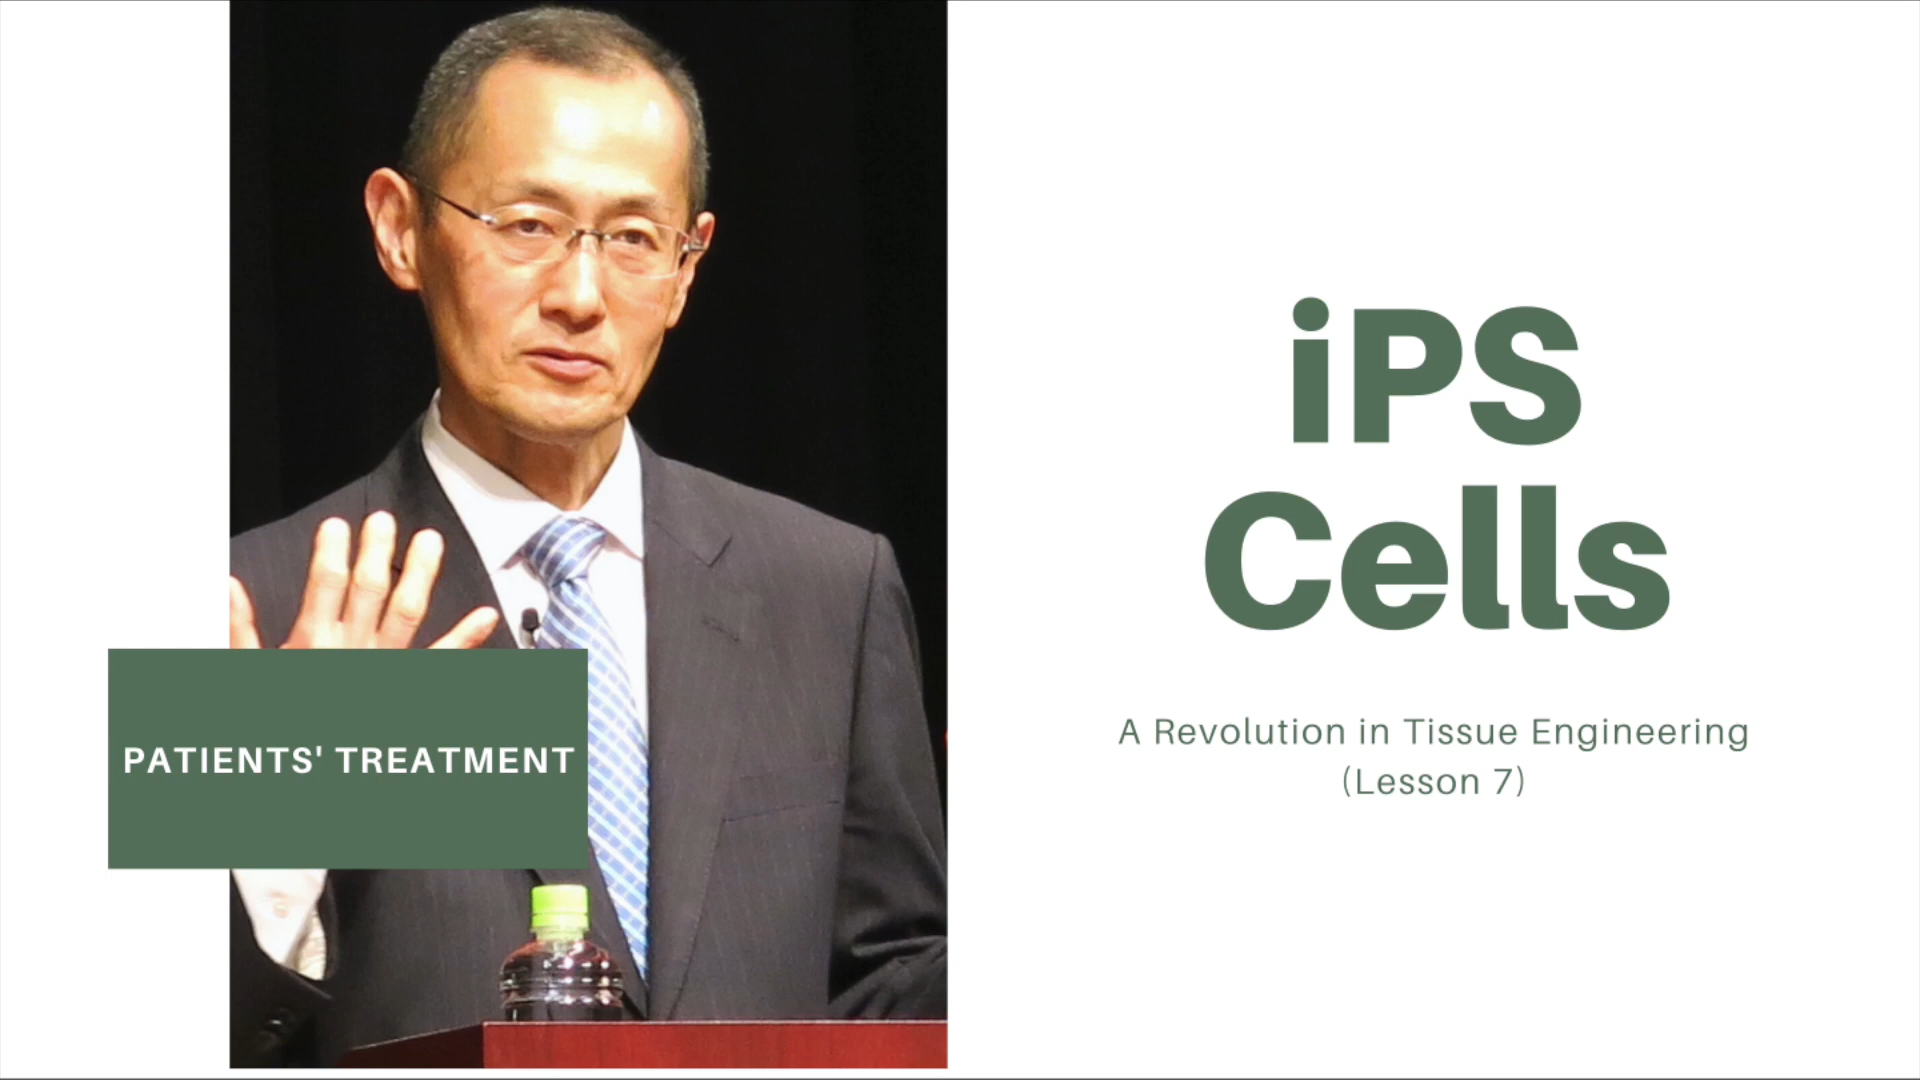 iPS
Cells
A Revolution in Tissue Engineering
(Lesson 7)
PATIENTS' TREATMENT